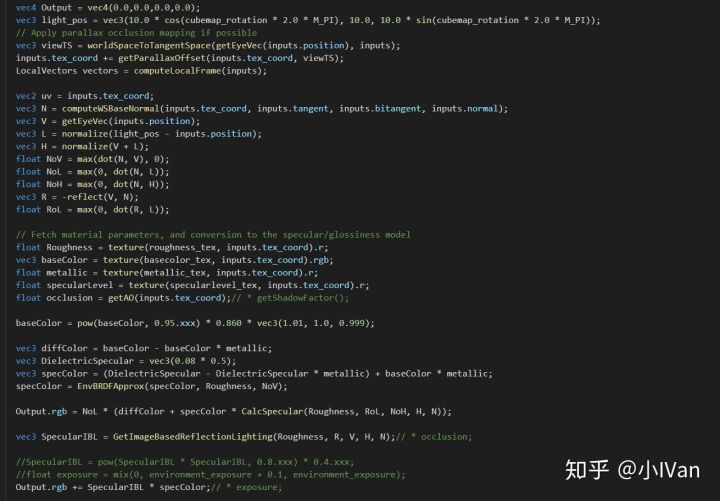 vec4 Output = vec4(0.0,0.0,0.0,0.0);
vec3 light_pos = vec3(10.0 * cos(cubemap_rotation * 2.0 * M_PI), 10.0, 10.0 * sin(cubemap_rotation * 2.0 * M_PI));
// Apply parallax occlusion mapping if possible
vec3 viewTS = worldSpaceToTangentSpace(getEyeVec(inputs.position), inputs);
inputs.tex_coord += getParallaxOffset(inputs.tex_coord, viewTS);
LocalVectors vectors = computeLocalFrame(inputs);
vec2 uv = inputs.tex_coord;
vec3 N = computeWSBaseNormal(inputs.tex_coord, inputs.tangent, inputs.bitangent, inputs.normal);
vec3 V = getEyeVec(inputs.position);
vec3 L = normalize(light_pos - inputs.position);
vec3 H = normalize(V + L);
float NoV = max(dot(N, V), 0);
float NoL = max(0, dot(N, L));
float NoH = max(0, dot(N, H));
vec3 R = -reflect(V, N);
float RoL = max(0, dot(R, L));
// Fetch material parameters, and conversion to the specular/glossiness model
float Roughness = texture(roughness_tex, inputs.tex_coord).r;
vec3 baseColor = texture(basecolor_tex, inputs.tex_coord).rgb;
float metallic = texture(metallic_tex, inputs.tex_coord).r;
float specularLevel = texture(specularlevel_tex, inputs.tex_coord).r;
float occlusion = getAO(inputs.tex_coord);// * getShadowFactor();
baseColor = pow(baseColor, 0.95.xxx) * 0.860 * vec3(1.01, 1.0, 0.999);
vec3 diffColor = baseColor - baseColor * metallic;
vec3 DielectricSpecular = vec3(0.08 * 0.5);
vec3 specColor = (DielectricSpecular - DielectricSpecular * metallic) + baseColor * metallic;
specColor = EnvBRDFApprox(specColor, Roughness, NoV);
Output.rgb = NoL * (diffColor + specColor * CalcSpecular(Roughness, RoL, NoH, H, N));
vec3 SpecularIBL = GetImageBasedReflectionLighting(Roughness, R, V, H, N);// * occlusion;
//SpecularIBL = pow(SpecularIBL * SpecularIBL, 0.8.xxx) * 0.4.xxx;
//float exposure = mix(0, environment_exposure + 0.1, environment_exposure);
Output.rgb += SpecularIBL * specColor;// * exposure;
知乎 @小IVan